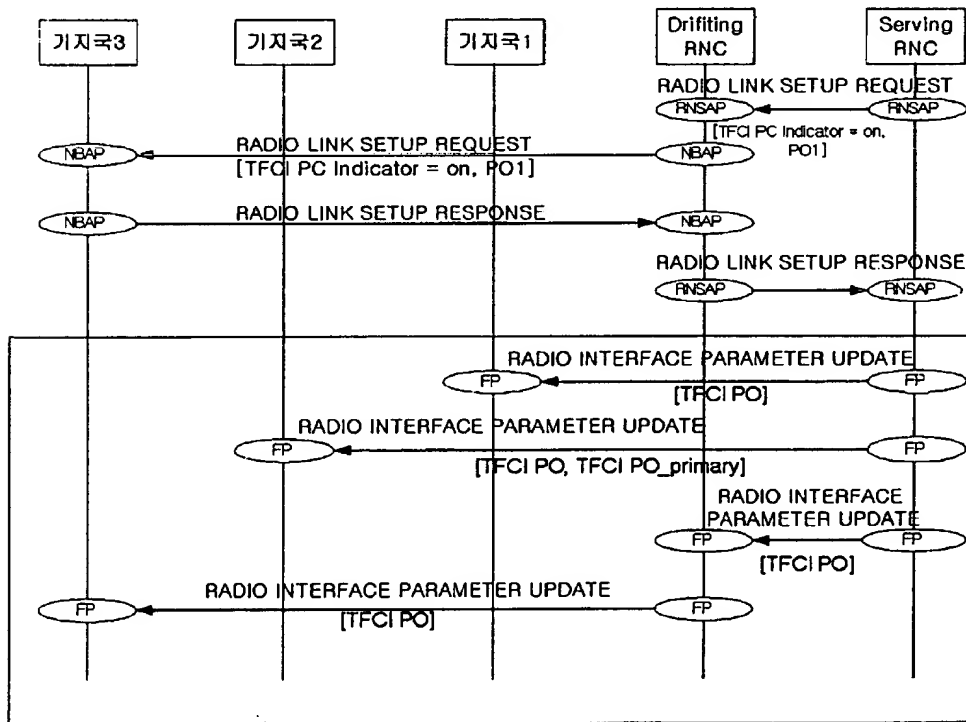 기지국3
기지국2
기지국1
Drifiting
RNC
Serving
RNC
RADIO LINK SETUP REQUEST
RNSAP
RNSAP
[TFCI PC Indicator = on,
PO1]
RADIO LINK SETUP REQUEST
NBAP
NBAP
[TFCI PC Indicator = on, PO1]
RADIO LINK SETUP RESPONSE
NBAP
NBAP
RADIO LINK SETUP RESPONSE
RNSAP
RNSAP
RADIO INTERFACE PARAMETER UPDATE
FP
FP
[TFCI PO]
RADIO INTERFACE PARAMETER UPDATE
FP
FP
[TFCI PO, TFCI PO_primary]
RADIO INTERFACE
PARAMETER UPDATE
FP
FP
[TFCI PO]
RADIO INTERFACE PARAMETER UPDATE
FP
FP
[TFCI PO]